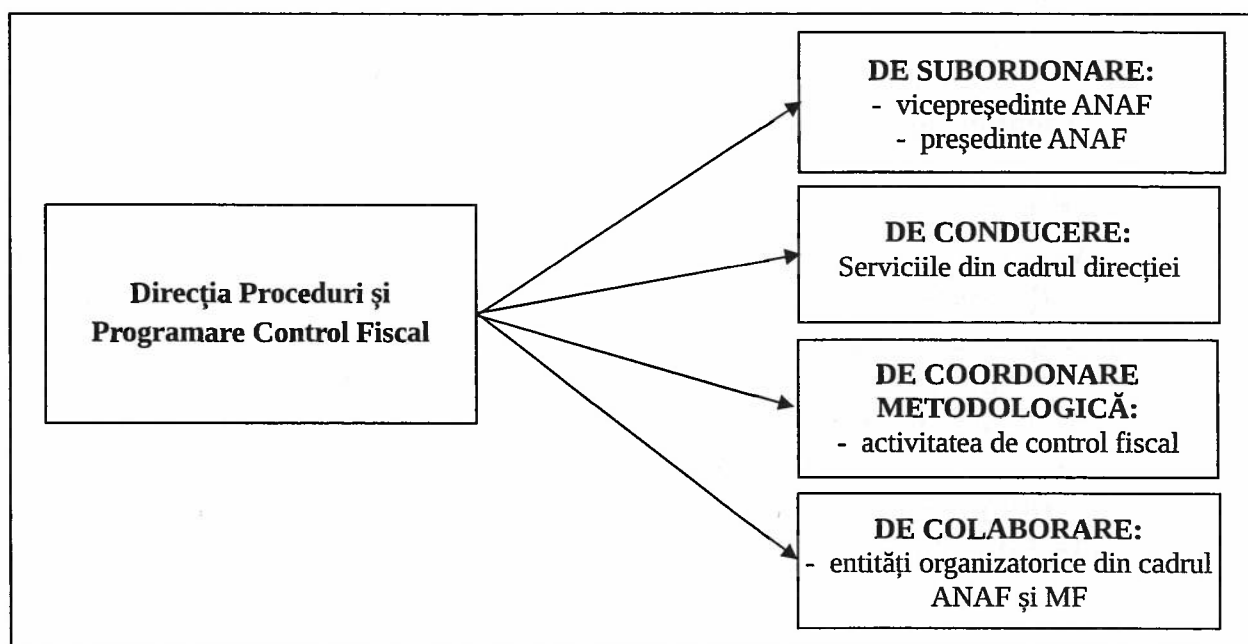 DE SUBORDONARE:
- vicepreședinte ANAF
- președinte ANAF
DE CONDUCERE:
Serviciile din cadrul direcției
Direcția Proceduri și
Programare Control Fiscal
DE COORDONARE
METODOLOGICĂ:
- activitatea de control fiscal
DE COLABORARE:
- entități organizatorice din cadrul
ANAF și MF